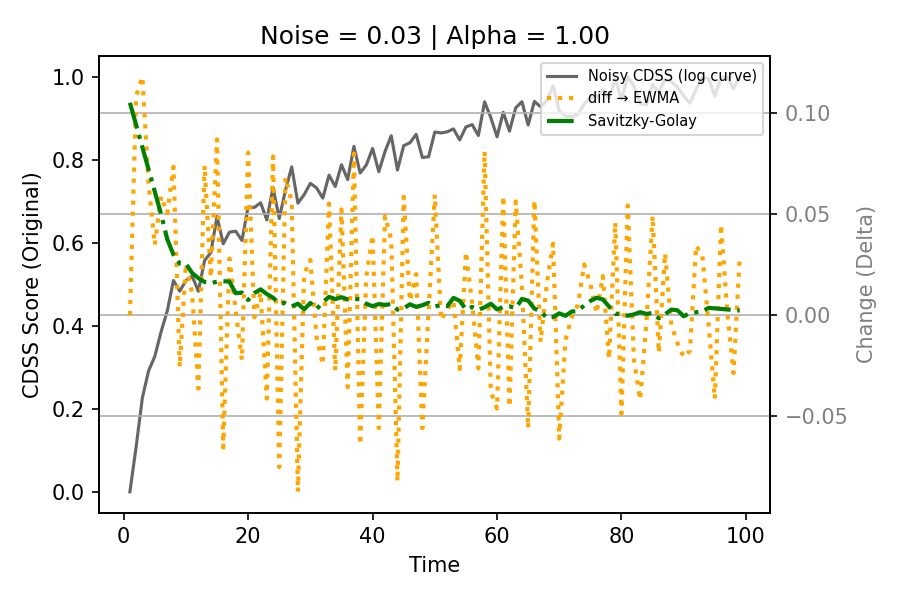 Noise = 0.03 | Alpha = 1.00
Noisy CDSS (log curve)
diff → EWMA
Savitzky-Golay
CDSS Score (Original)
1.0
0.8
0.6
0.4
0.2
0.0
0.10
0.05
0.00
−0.05
Change (Delta)
0
20
40
60
80
100
Time